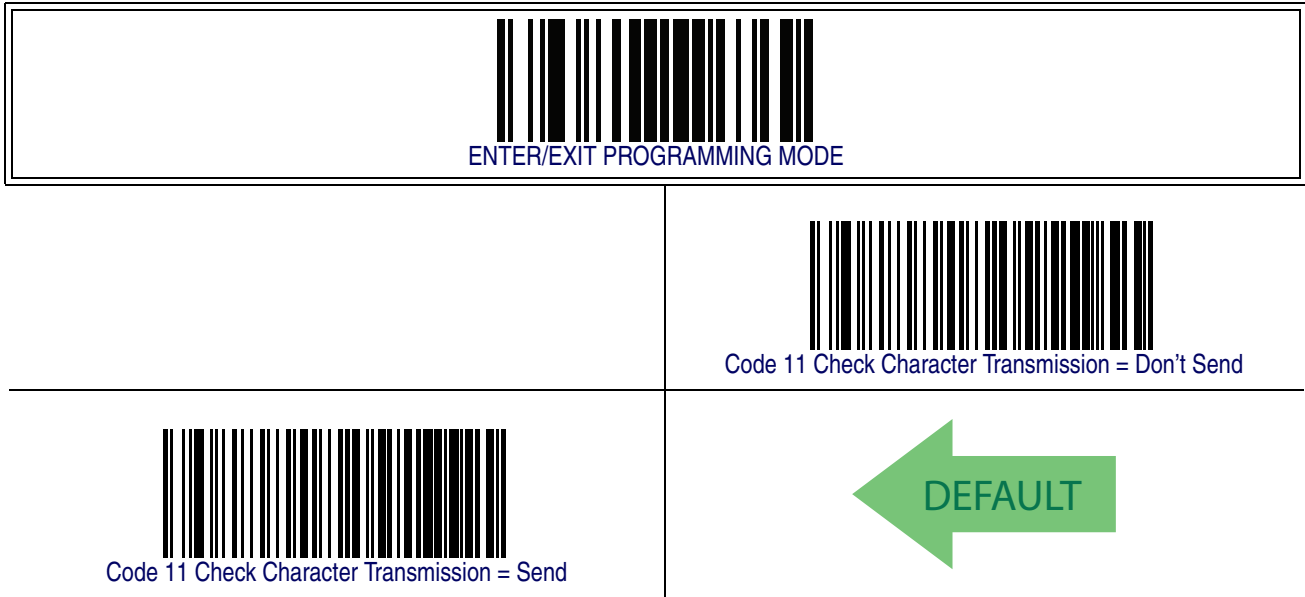 ENTER/EXIT PROGRAMMING MODE
Code 11 Check Character Transmission = Don't Send
Code 11 Check Character Transmission = Send
DEFAULT